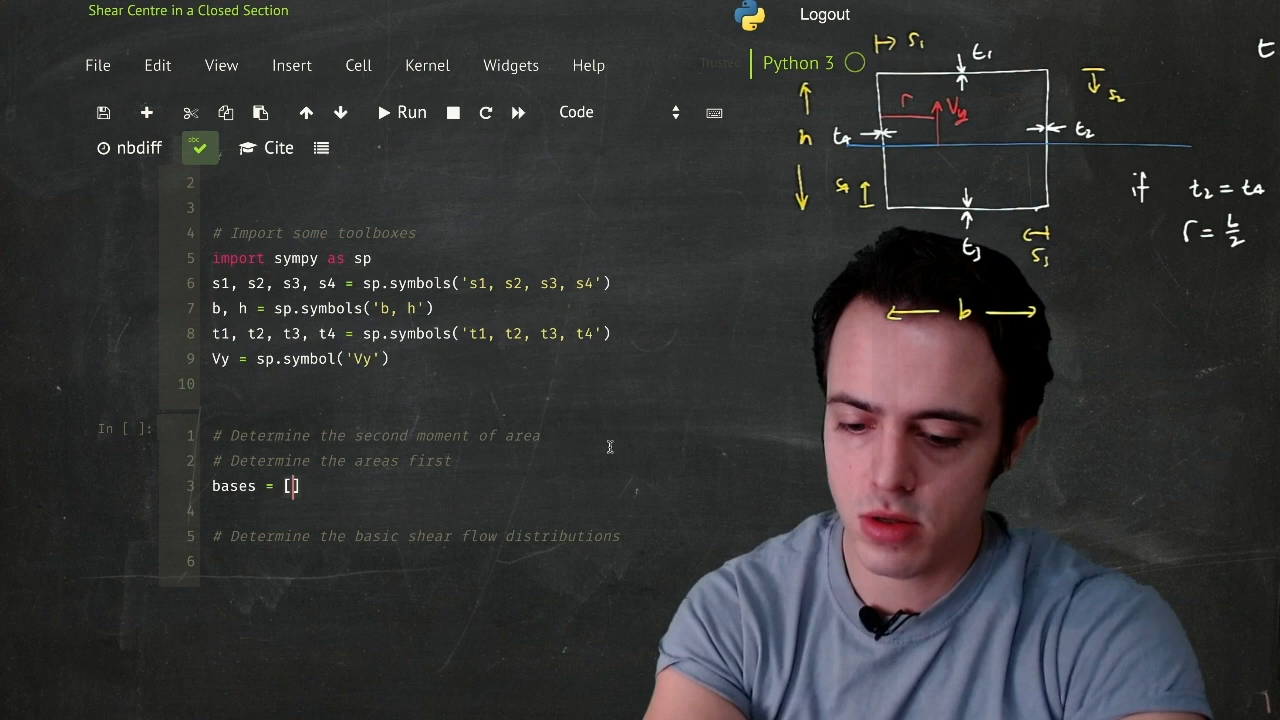 Shear Centre in a Closed Section
Logout
File Edit View Insert Cell Kernel Widgets Help
Trusted
Python 3
Run
Code
nbdiff
abc
Cite
2
3
4 # Import some toolboxes
5 import sympy as sp
6 s1, s2, s3, s4 = sp.symbols('s1, s2, s3, s4')
7 b, h = sp.symbols('b, h')
8 t1, t2, t3, t4 = sp.symbols('t1, t2, t3, t4')
9 Vy = sp.symbol('Vy')
10
In [ ]:
1 # Determine the second moment of area
2 # Determine the areas first
3 bases = []
4
5 # Determine the basic shear flow distributions
6
s1
t1
t
s2
r
Vy
h
t4
t2
s4
if t2 = t4
t3
s3
r = L/2
b